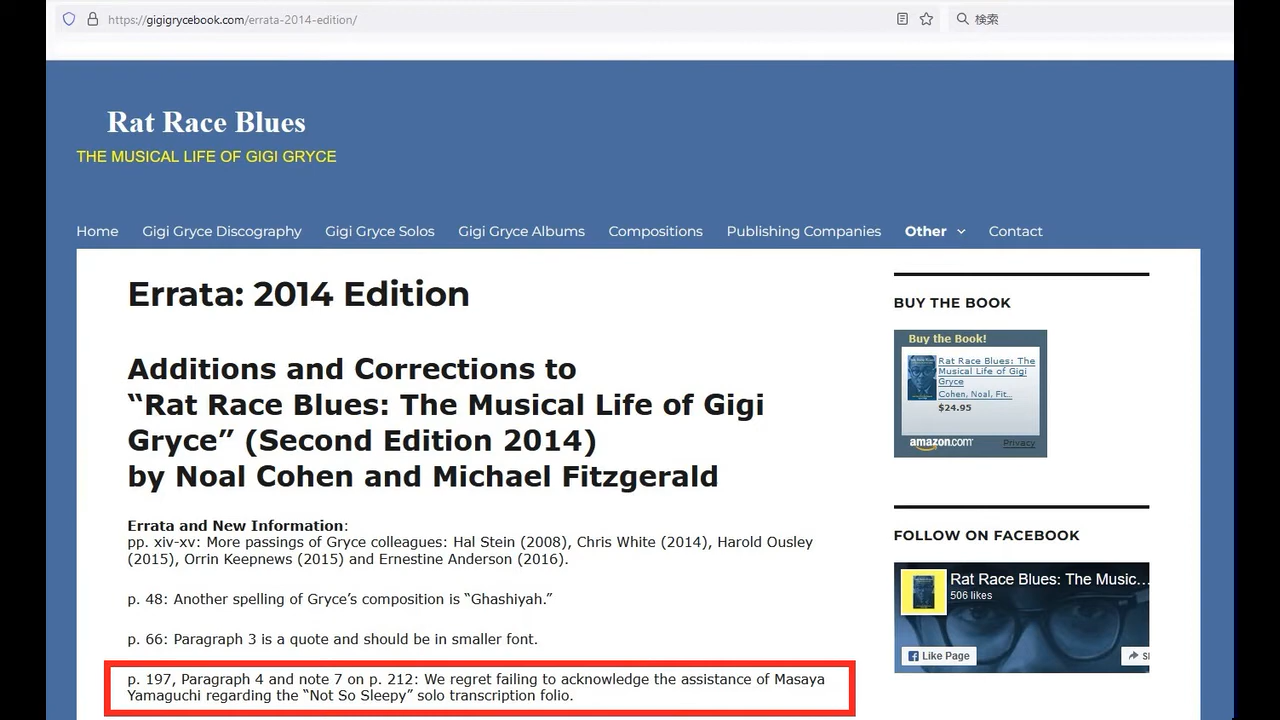 https://gigigrycebook.com/errata-2014-edition/
検索
Rat Race Blues
THE MUSICAL LIFE OF GIGI GRYCE
Home Gigi Gryce Discography Gigi Gryce Solos Gigi Gryce Albums Compositions Publishing Companies Other Contact
Errata: 2014 Edition
Additions and Corrections to
“Rat Race Blues: The Musical Life of Gigi
Gryce” (Second Edition 2014)
by Noal Cohen and Michael Fitzgerald
Errata and New Information:
pp. xiv-xv: More passings of Gryce colleagues: Hal Stein (2008), Chris White (2014), Harold Ousley
(2015), Orrin Keepnews (2015) and Ernestine Anderson (2016).
p. 48: Another spelling of Gryce’s composition is “Ghashiyah.”
p. 66: Paragraph 3 is a quote and should be in smaller font.
p. 197, Paragraph 4 and note 7 on p. 212: We regret failing to acknowledge the assistance of Masaya
Yamaguchi regarding the “Not So Sleepy” solo transcription folio.
BUY THE BOOK
Buy the Book!
Rat Race Blues: The
Musical Life of Gigi
Gryce
Cohen, Noal, Fit...
$24.95
amazon.com Privacy
FOLLOW ON FACEBOOK
Rat Race Blues: The Music...
506 likes
Like Page